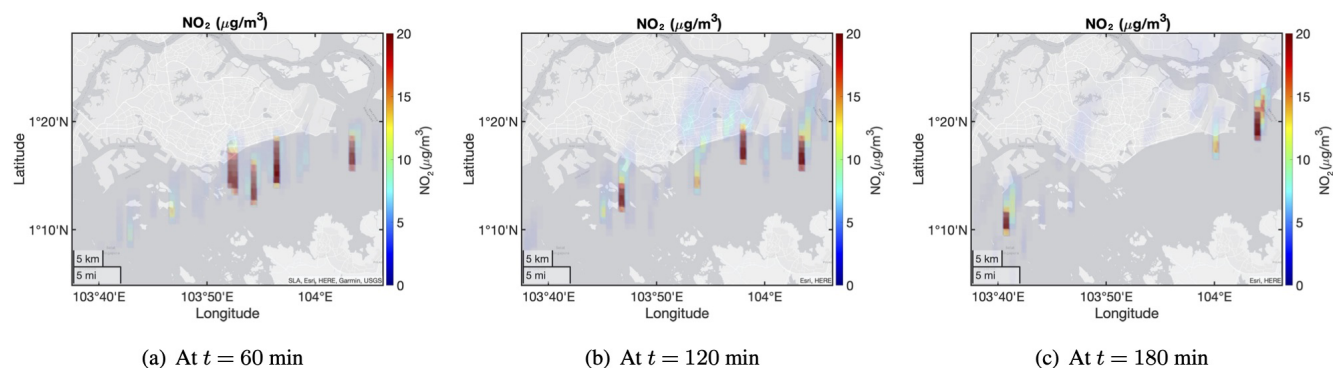 NO₂ (μg/m³)
20
15
10
5
0
NO₂(μg/m³)
1°20'N
1°10'N
Latitude
5 km
5 mi
SLA, Esri, HERE, Garmin, USGS
103°40'E 103°50'E 104°E
Longitude
(a) At t = 60 min
NO₂ (μg/m³)
20
15
10
5
0
NO₂(μg/m³)
1°20'N
1°10'N
Latitude
5 km
5 mi
Esri, HERE
103°40'E 103°50'E 104°E
Longitude
(b) At t = 120 min
NO₂ (μg/m³)
20
15
10
5
0
NO₂(μg/m³)
1°20'N
1°10'N
Latitude
5 km
5 mi
Esri, HERE
103°40'E 103°50'E 104°E
Longitude
(c) At t = 180 min